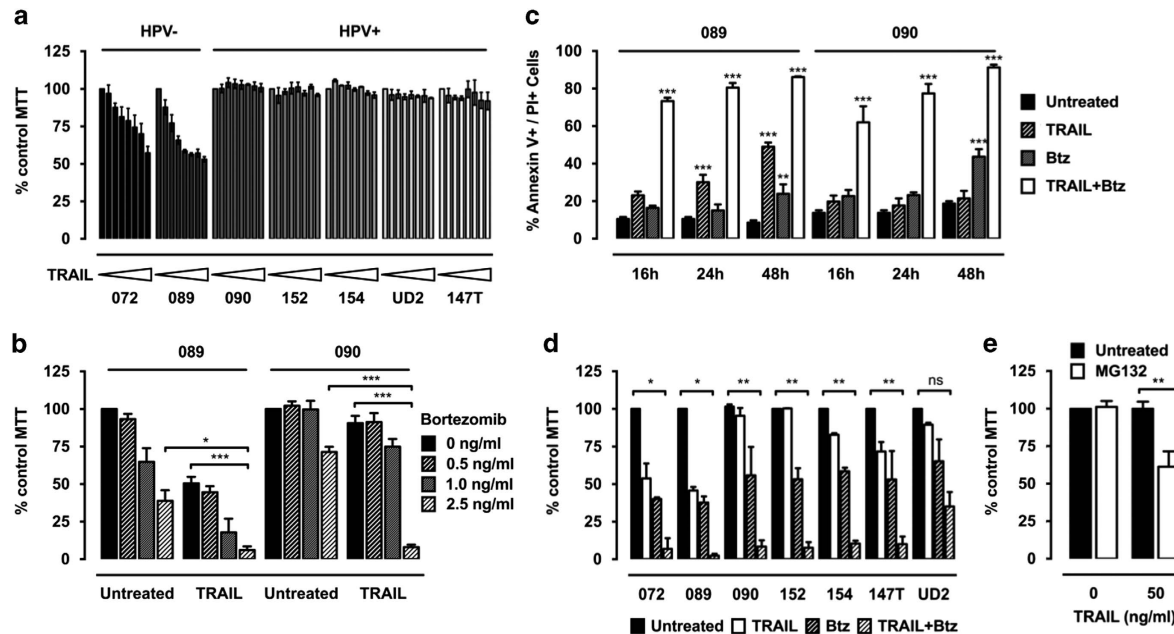 a
HPV-
HPV+
% control MTT
125
100
75
50
25
0
TRAIL
072 089 090 152 154 UD2 147T
b
089
090
% control MTT
125
100
75
50
25
0
*
***
***
***
Untreated TRAIL Untreated TRAIL
Bortezomib
0 ng/ml
0.5 ng/ml
1.0 ng/ml
2.5 ng/ml
c
089
090
% Annexin V+ / PI+ Cells
100
80
60
40
20
0
*** *** *** *** *** ** *** *** *** ***
16h 24h 48h 16h 24h 48h
Untreated
TRAIL
Btz
TRAIL+Btz
d
% control MTT
125
100
75
50
25
0
* * ** ** ** ** ns
072 089 090 152 154 147T UD2
Untreated TRAIL Btz TRAIL+Btz
e
Untreated
MG132
**
% control MTT
125
100
75
50
25
0
0 50
TRAIL (ng/ml)